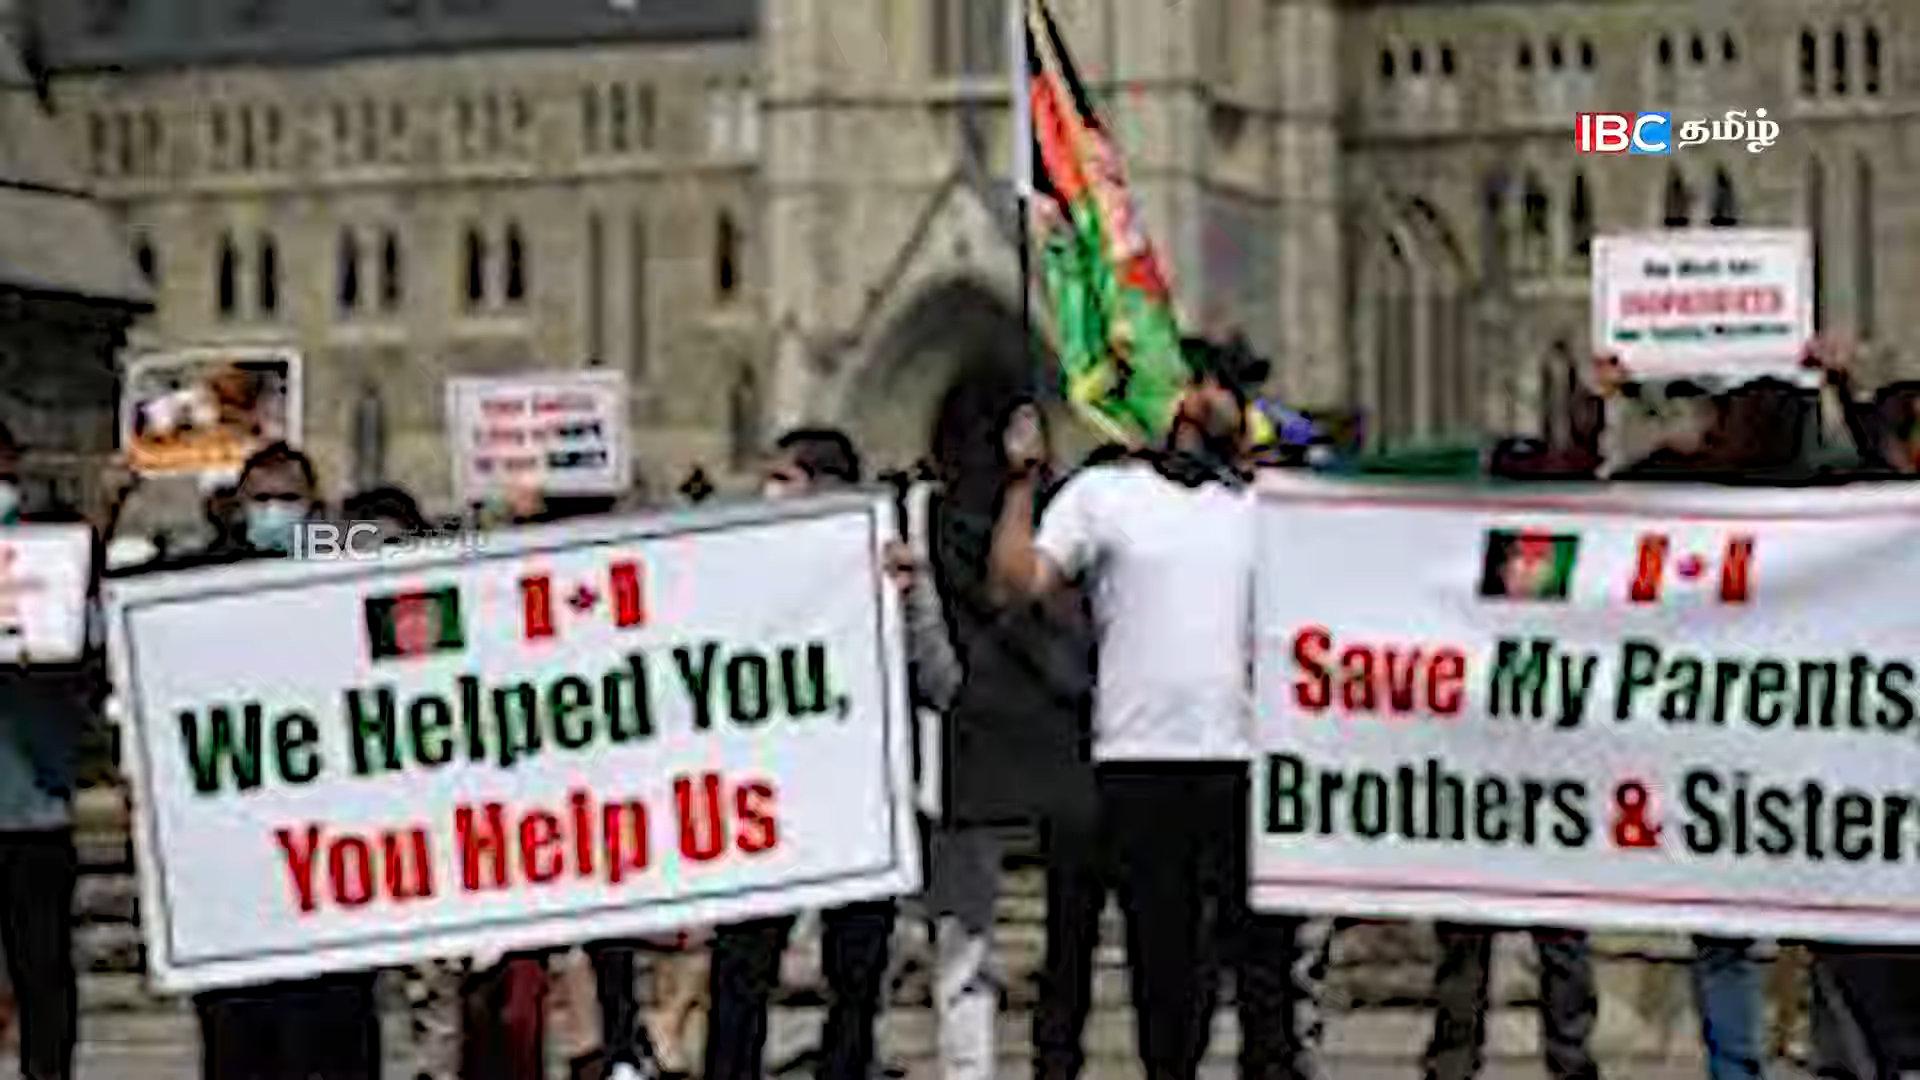 IBC தமிழ்
IBC தமிழ்
We Helped You,
You Help Us
Save My Parents,
Brothers & Sisters